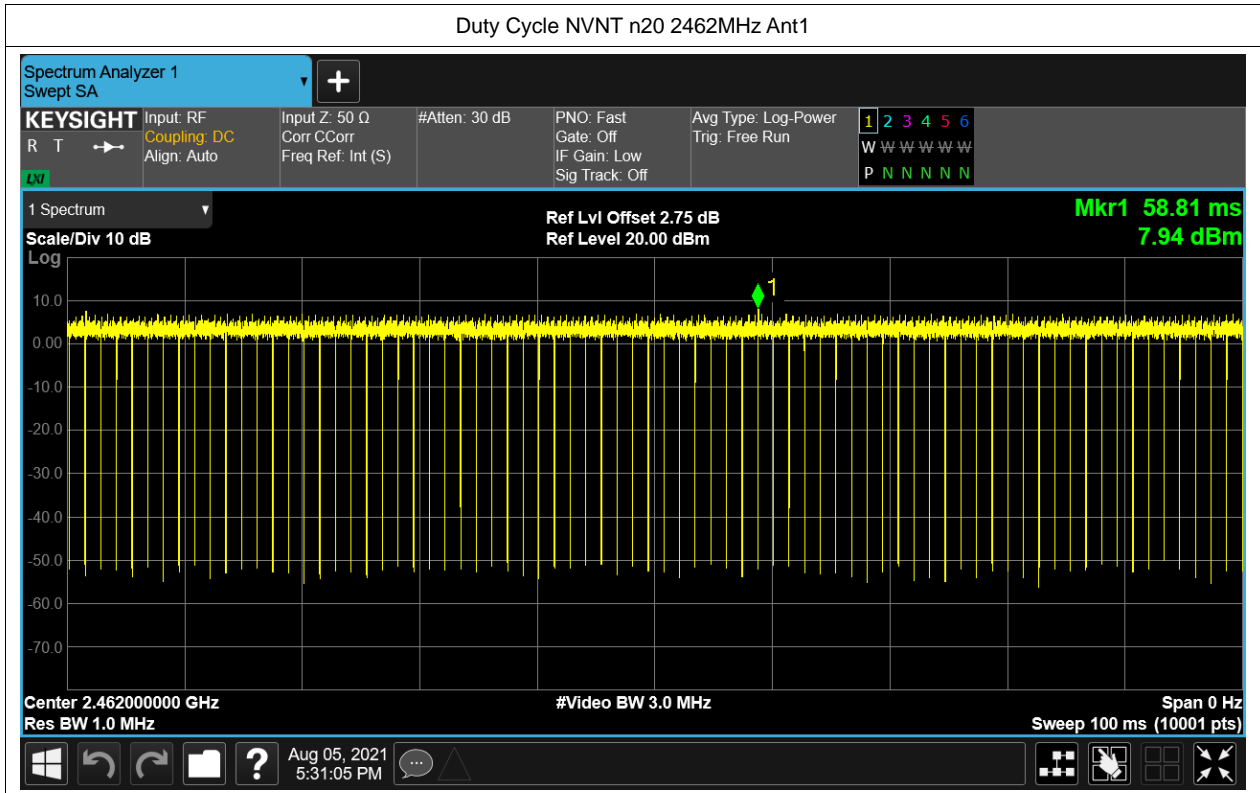 Duty Cycle NVNT n20 2462MHz Ant1
Spectrum Analyzer 1
Swept SA
KEYSIGHT
R T
LXI
Input: RF
Coupling: DC
Align: Auto
Input Z: 50 Ω
Corr CCorr
Freq Ref: Int (S)
#Atten: 30 dB
PNO: Fast
Gate: Off
IF Gain: Low
Sig Track: Off
Avg Type: Log-Power
Trig: Free Run
1 2 3 4 5 6
W W W W W W
P N N N N N
1 Spectrum
Scale/Div 10 dB
Ref Lvl Offset 2.75 dB
Ref Level 20.00 dBm
Mkr1 58.81 ms
7.94 dBm
Log
1
10.0
0.00
-10.0
-20.0
-30.0
-40.0
-50.0
-60.0
-70.0
Center 2.462000000 GHz
#Video BW 3.0 MHz
Span 0 Hz
Res BW 1.0 MHz
Sweep 100 ms (10001 pts)
?
Aug 05, 2021
5:31:05 PM